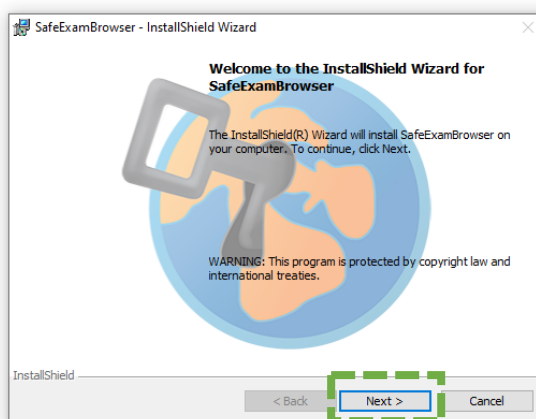 SafeExamBrowser - InstallShield Wizard
Welcome to the InstallShield Wizard for
SafeExamBrowser
The InstallShield(R) Wizard will install SafeExamBrowser on
your computer. To continue, click Next.
WARNING: This program is protected by copyright law and
international treaties.
InstallShield
< Back
Next >
Cancel